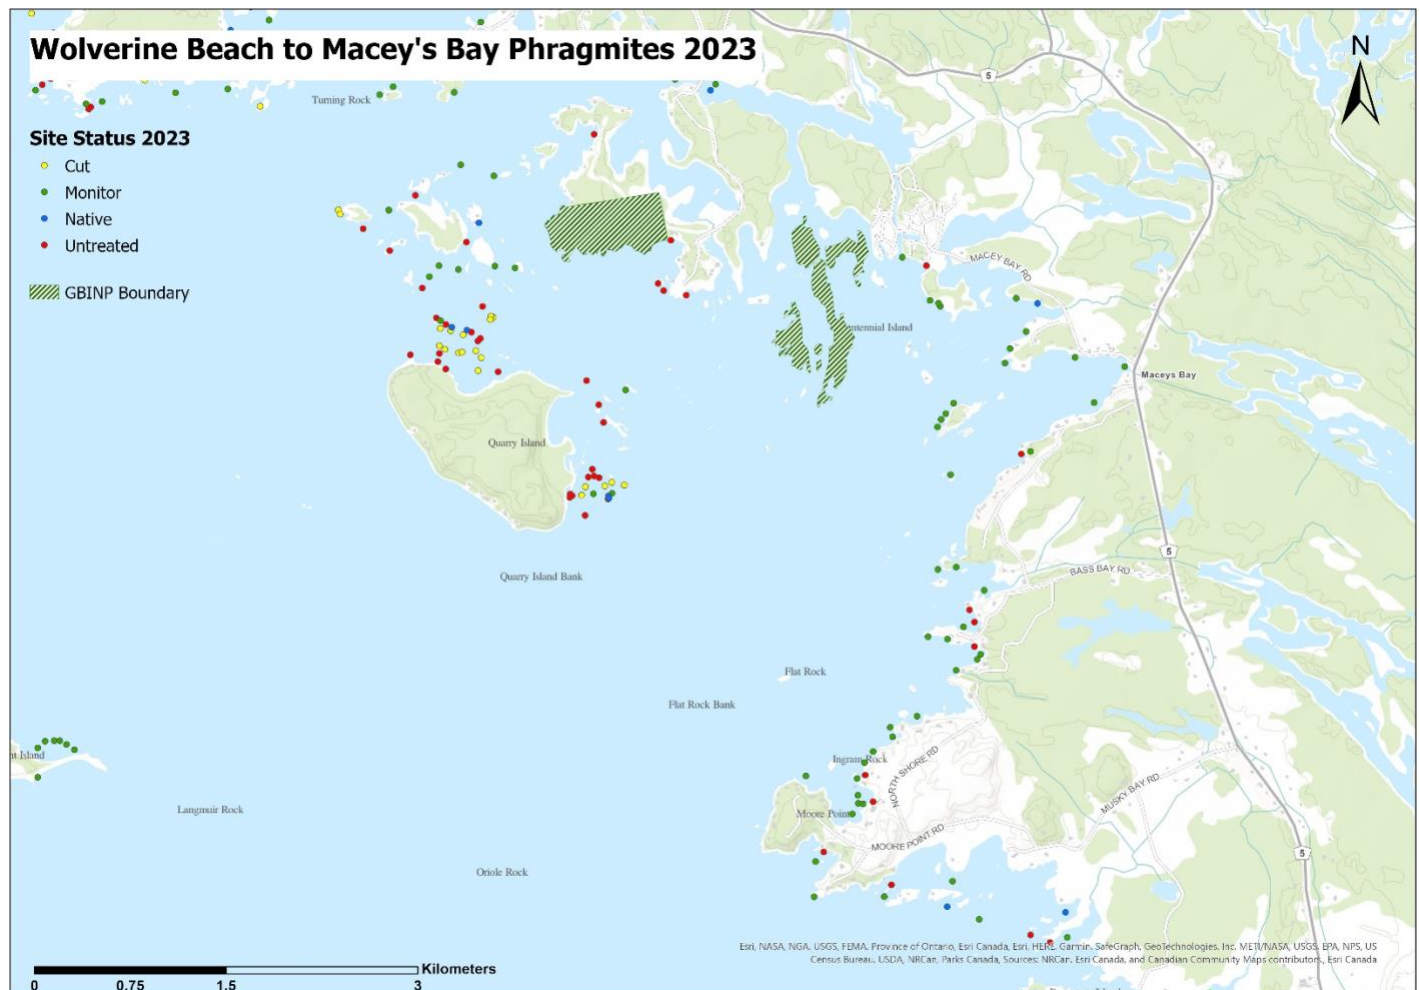 Wolverine Beach to Macey's Bay Phragmites 2023
N
5
Turning Rock
Site Status 2023
Cut
Monitor
Native
Untreated
GBINP Boundary
MACEY BAY RD
ntennial Island
Maceys Bay
Quarry Island
5
Quarry Island Bank
BASS BAY RD
Flat Rock
Flat Rock Bank
nt Island
Ingram Rock
NORTH SHORE RD
MUSKY BAY RD
Langmuir Rock
Moore Point
MOORE POINT RD
5
Oriole Rock
Esri, NASA, NGA, USGS, FEMA, Province of Ontario, Esri Canada, Esri, HERE, Garmin, SafeGraph, GeoTechnologies, Inc, METI/NASA, USGS, EPA, NPS, US
Census Bureau, USDA, NRCan, Parks Canada, Sources: NRCan, Esri Canada, and Canadian Community Maps contributors., Esri Canada
Kilometers
0 0.75 1.5 3